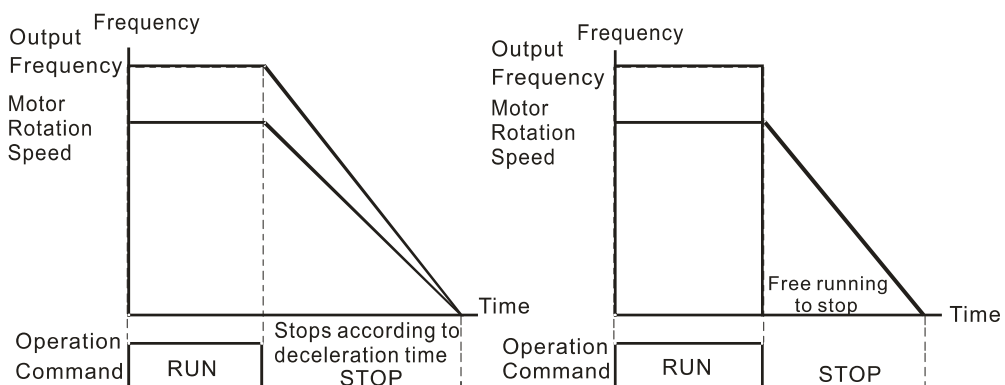 Frequency
Output
Frequency
Motor
Rotation
Speed
Time
Stops according to
deceleration time
STOP
Operation
Command
RUN
Frequency
Output
Frequency
Motor
Rotation
Speed
Free running
to stop
Time
Operation
Command
RUN
STOP